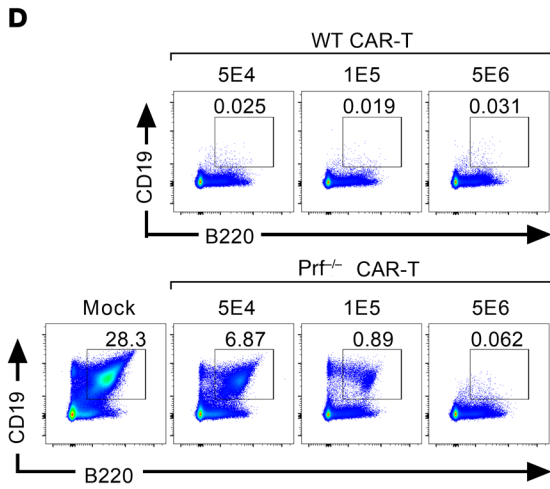 D
WT CAR-T
5E4 1E5 5E6
0.025 0.019 0.031
CD19
B220
Prf–/– CAR-T
Mock 5E4 1E5 5E6
28.3 6.87 0.89 0.062
CD19
B220